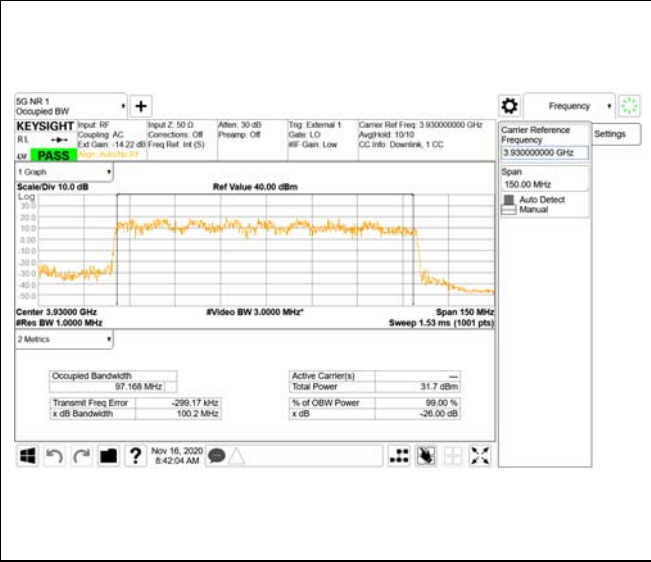 5G NR 1
Occupied BW
Frequency
KEYSIGHT
Input: RF
Input Z: 50 Ω
Atten: 30 dB
Trig: External 1
Carrier Ref Freq: 3.930000000 GHz
RL
Coupling: AC
Corrections: Off
Preamp: Off
Gate: LO
Avg|Hold: 10/10
Ext Gain: -14.22 dB
Freq Ref: Int (S)
#IF Gain: Low
CC Info: Downlink, 1 CC
PASS
Align: Auto/No RF
Carrier Reference
Frequency
3.930000000 GHz
Settings
Span
150.00 MHz
Auto Detect
Manual
1 Graph
Scale/Div 10.0 dB
Ref Value 40.00 dBm
Log
30.0
20.0
10.0
0.00
-10.0
-20.0
-30.0
-40.0
-50.0
Center 3.93000 GHz
#Video BW 3.0000 MHz*
Span 150 MHz
#Res BW 1.0000 MHz
Sweep 1.53 ms (1001 pts)
2 Metrics
Occupied Bandwidth
97.168 MHz
Transmit Freq Error
-299.17 kHz
x dB Bandwidth
100.2 MHz
Active Carrier(s)
---
Total Power
31.7 dBm
% of OBW Power
99.00 %
x dB
-26.00 dB
?
Nov 16, 2020
8:42:04 AM